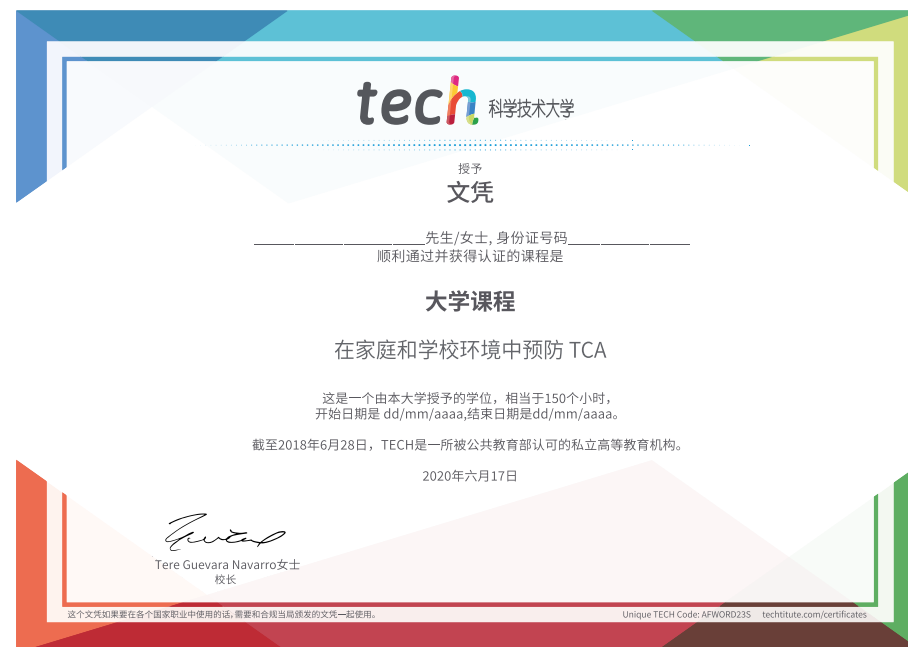 tech 科学技术大学
授予
文凭
______________________先生/女士, 身份证号码_______________
顺利通过并获得认证的课程是
大学课程
在家庭和学校环境中预防 TCA
这是一个由本大学授予的学位，相当于150个小时，
开始日期是 dd/mm/aaaa,结束日期是dd/mm/aaaa。
截至2018年6月28日，TECH是一所被公共教育部认可的私立高等教育机构。
2020年六月17日
Tere Guevara Navarro女士
校长
这个文凭如果要在各个国家职业中使用的话,需要和合规当局颁发的文凭一起使用。
Unique TECH Code: AFWORD23S techtitute.com/certificates